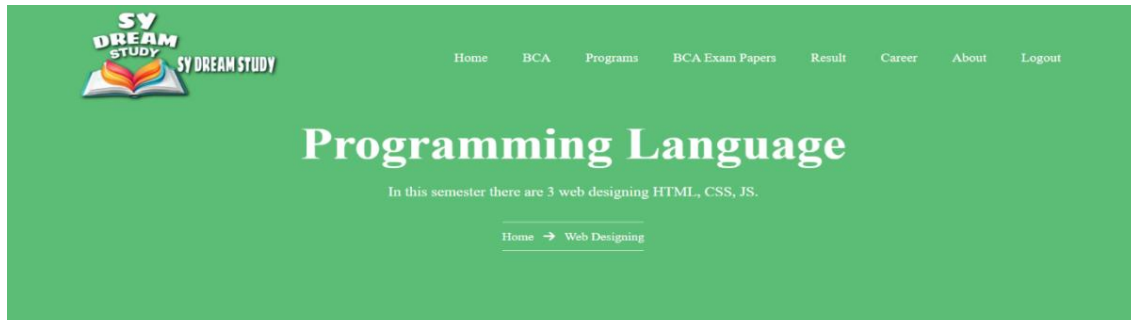 SY
DREAM
STUDY
SY DREAM STUDY
Home BCA Programs BCA Exam Papers Result Career About Logout
Programming Language
In this semester there are 3 web designing HTML, CSS, JS.
Home → Web Designing